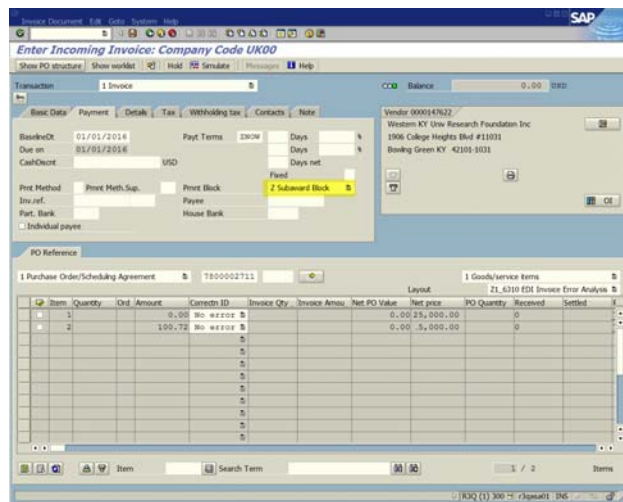 Invoice Document Edit Goto System Help
SAP
Enter Incoming Invoice: Company Code UK00
Show PO structure Show worklist Hold Simulate Messages Help
Transaction 1 Invoice Balance 0.00 USD
Basic Data Payment Details Tax Withholding tax Contacts Note
Vendor 0000147622
BaselineDt 01/01/2016 Payt Terms ZNOW Days %
Western KY Unv Research Foundation Inc
Due on 01/01/2016 Days %
1906 College Heights Blvd #11031
CashDiscnt USD Days net
Bowling Green KY 42101-1031
Fixed
Pmt Method Pmnt Meth.Sup. Pmnt Block Z Subaward Block
Inv.ref. Payee
OI
Part. Bank House Bank
Individual payee
PO Reference
1 Purchase Order/Scheduling Agreement 7800002711 1 Goods/service items
Layout Z1_6310 EDI Invoice Error Analysis
Item Quantity Ord Amount Correctn ID Invoice Qty Invoice Amou Net PO Value Net price PO Quantity Received Settled
1 0.00 No error 0.00 25,000.00 0
2 100.72 No error 0.00 .5,000.00 0
Item Search Term 1 / 2 Items
R3Q (1) 300 r3qasa01 INS